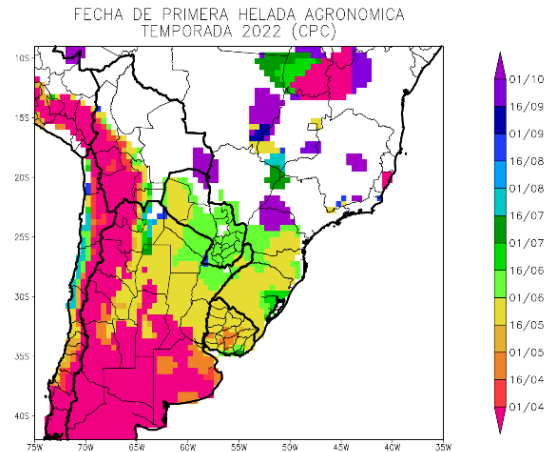 FECHA DE PRIMERA HELADA AGRONOMICA
TEMPORADA 2022 (CPC)
10S
15S
20S
25S
30S
35S
40S
75W 70W 65W 60W 55W 50W 45W 40W 35W
01/10
16/09
01/09
16/08
01/08
16/07
01/07
16/06
01/06
16/05
01/05
16/04
01/04